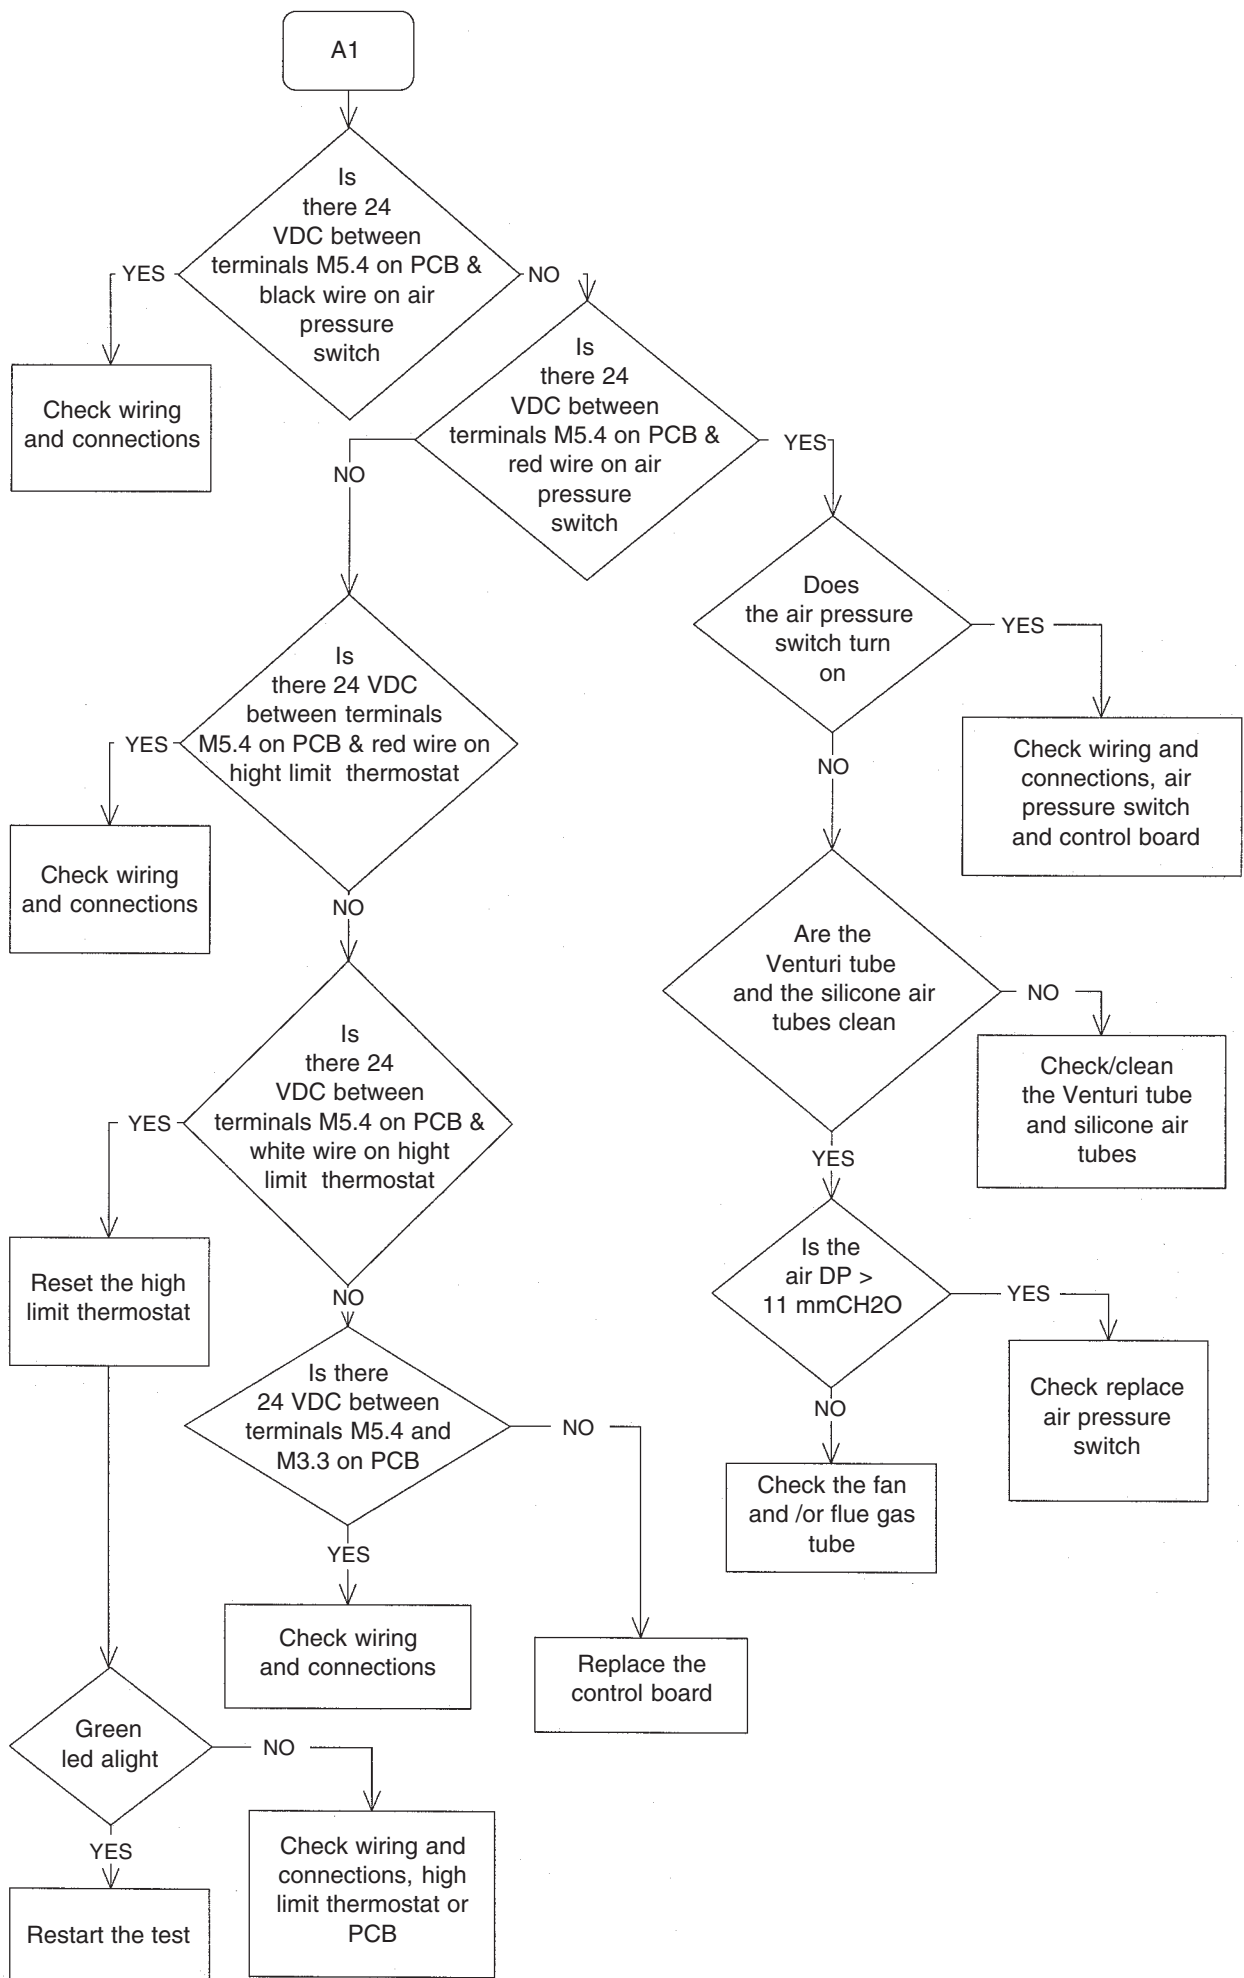 A1
Is
there 24
VDC between
terminals M5.4 on PCB &
black wire on air
pressure
switch
YES
NO
Check wiring
and connections
Is
there 24
VDC between
terminals M5.4 on PCB &
red wire on air
pressure
switch
NO
YES
Does
the air pressure
switch turn
on
YES
NO
Check wiring and
connections, air
pressure switch
and control board
Is
there 24 VDC
between terminals
M5.4 on PCB & red wire on
hight limit thermostat
YES
NO
Check wiring
and connections
Are the
Venturi tube
and the silicone air
tubes clean
NO
YES
Check/clean
the Venturi tube
and silicone air
tubes
Is
there 24
VDC between
terminals M5.4 on PCB &
white wire on hight
limit thermostat
YES
NO
Reset the high
limit thermostat
Is the
air DP >
11 mmCH2O
YES
NO
Check replace
air pressure
switch
Check the fan
and /or flue gas
tube
Is there
24 VDC between
terminals M5.4 and
M3.3 on PCB
NO
YES
Check wiring
and connections
Replace the
control board
Green
led alight
NO
YES
Check wiring and
connections, high
limit thermostat or
PCB
Restart the test